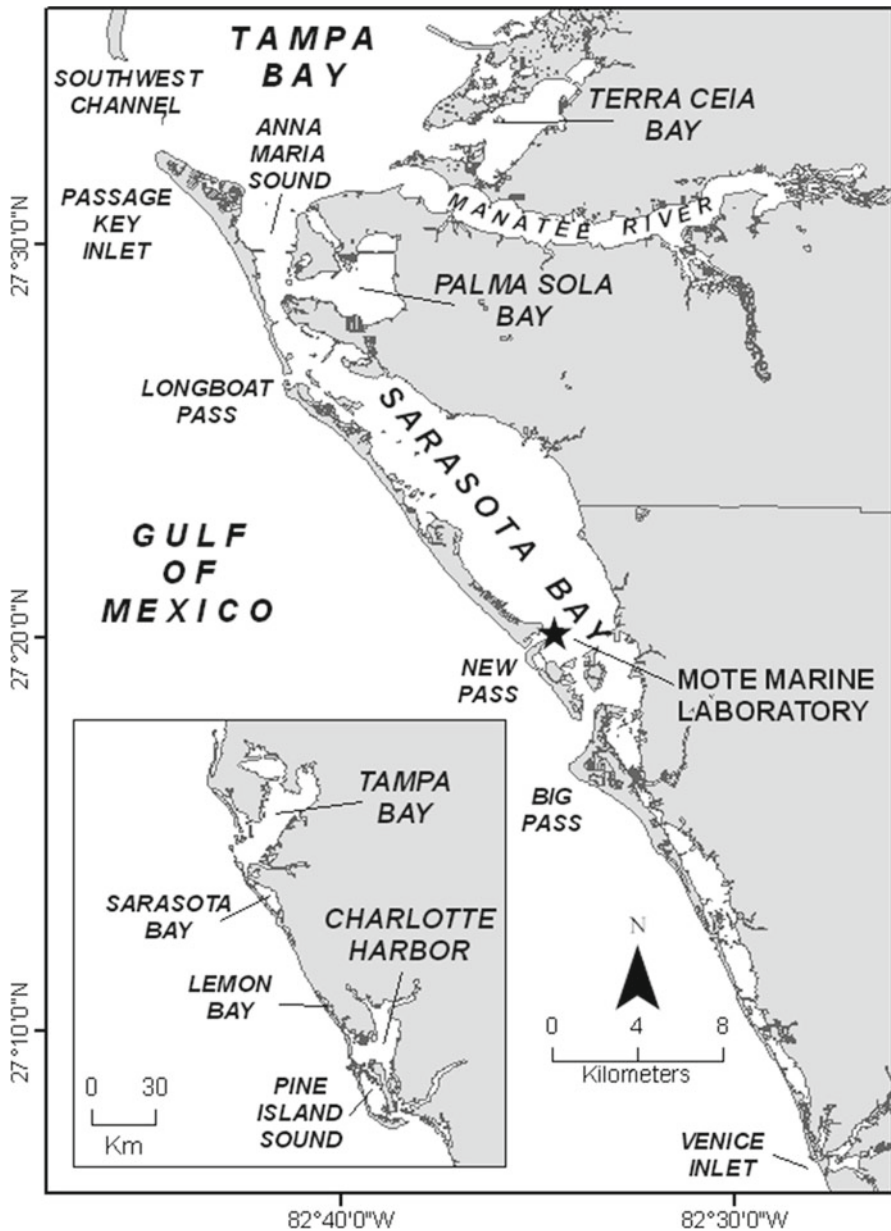 TAMPA
BAY
SOUTHWEST
CHANNEL
TERRA CEIA
BAY
ANNA
MARIA
SOUND
PASSAGE
KEY
INLET
MANATEE RIVER
27°30'0"N
PALMA SOLA
BAY
LONGBOAT
PASS
SARASOTA BAY
GULF
OF
MEXICO
27°20'0"N
NEW
PASS
MOTE MARINE
LABORATORY
BIG
PASS
TAMPA
BAY
SARASOTA
BAY
CHARLOTTE
HARBOR
LEMON
BAY
PINE
ISLAND
SOUND
0 30
Km
N
0 4 8
Kilometers
27°10'0"N
VENICE
INLET
82°40'0"W
82°30'0"W